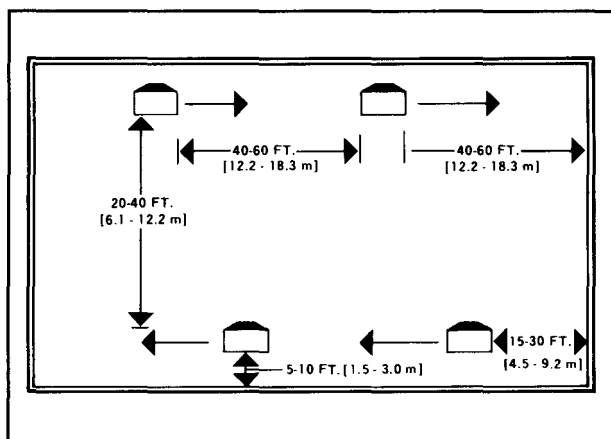 40-60 FT.
[12.2 - 18.3 m]
40-60 FT.
[12.2 - 18.3 m]
20-40 FT.
[6.1 - 12.2 m]
15-30 FT.
[4.5 - 9.2 m]
5-10 FT. [1.5 - 3.0 m]